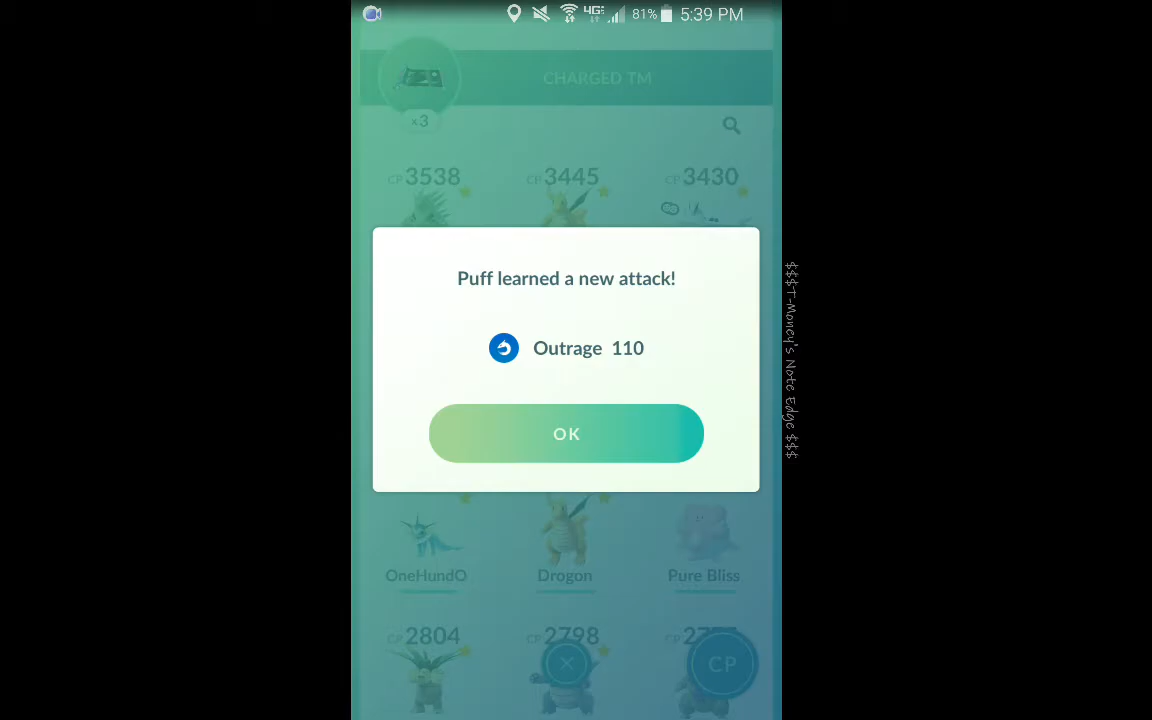 81% 5:39 PM
CHARGED TM
x3
CP 3538 CP 3445 CP 3430
Puff learned a new attack!
Outrage 110
OK
OneHundO Drogon Pure Bliss
CP 2804 CP 2798 CP
CP
$$$T-Money's Note Edge $$$